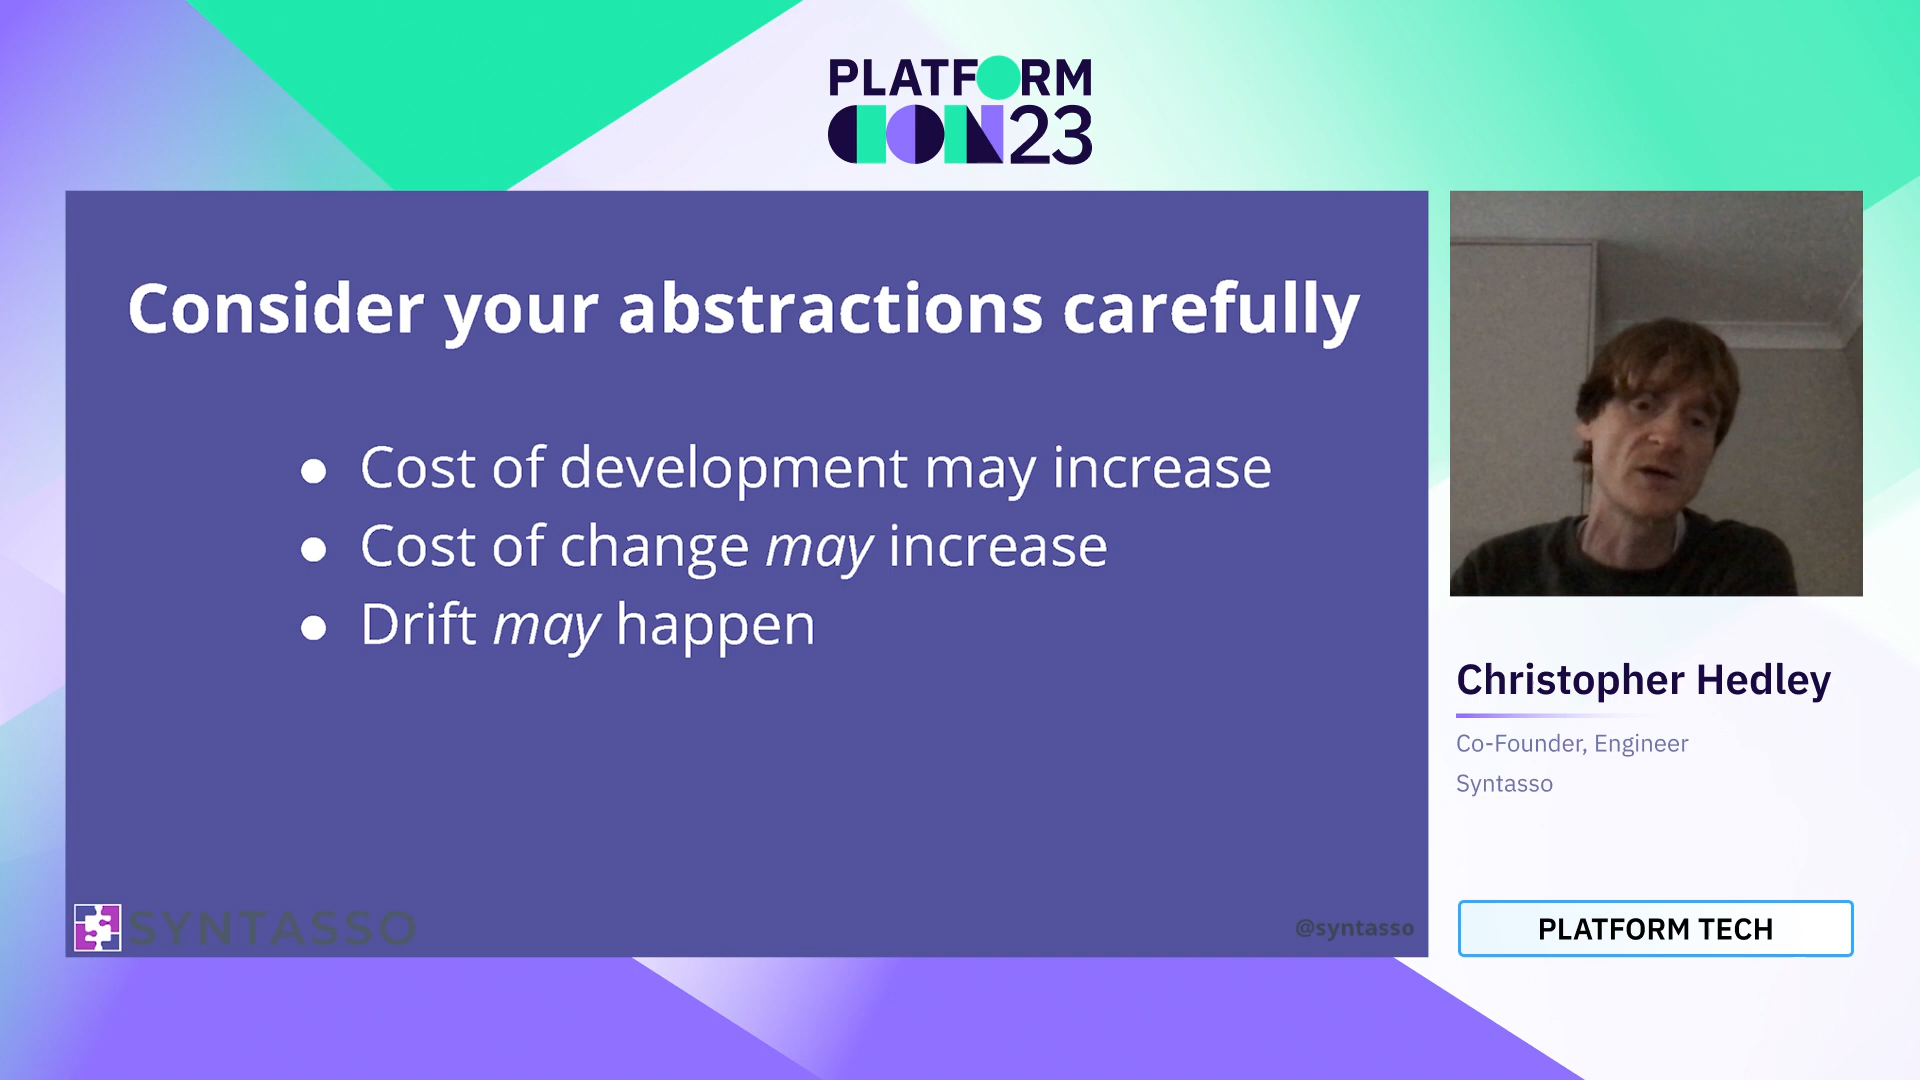 PLATFORM
CON23
Consider your abstractions carefully
● Cost of development may increase
● Cost of change may increase
● Drift may happen
SYNTASSO
@syntasso
Christopher Hedley
Co-Founder, Engineer
Syntasso
PLATFORM TECH